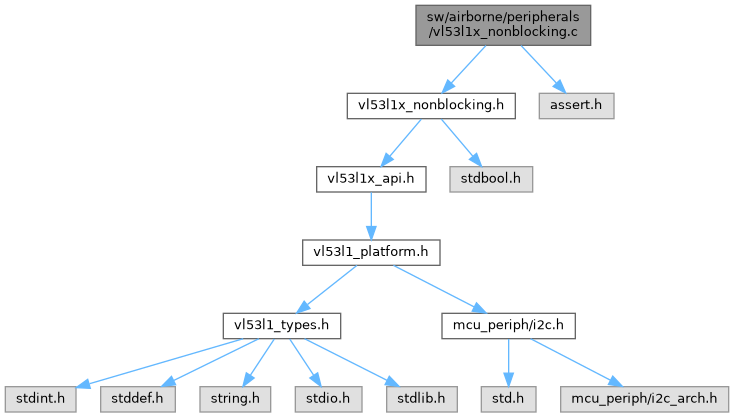 sw/airborne/peripherals
/vl53l1x_nonblocking.c
vl53l1x_nonblocking.h
assert.h
vl53l1x_api.h
stdbool.h
vl53l1_platform.h
vl53l1_types.h
mcu_periph/i2c.h
stdint.h
stddef.h
string.h
stdio.h
stdlib.h
std.h
mcu_periph/i2c_arch.h